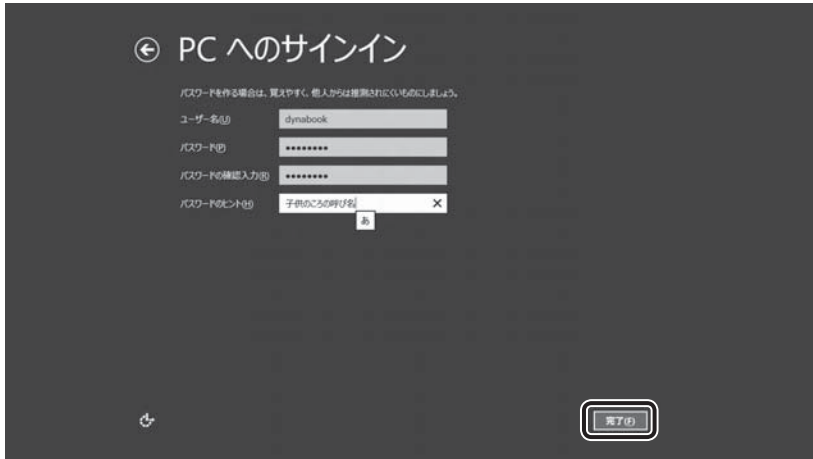 PC へのサインイン
パスワードを作る場合は、覚えやすく、他人からは推測されにくいものにしましょう。
ユーザー名(U) dynabook
パスワード(P) ●●●●●●●●
パスワードの確認入力(R) ●●●●●●●●
パスワードのヒント(H) 子供のころの呼び名 ×
あ
完了(F)